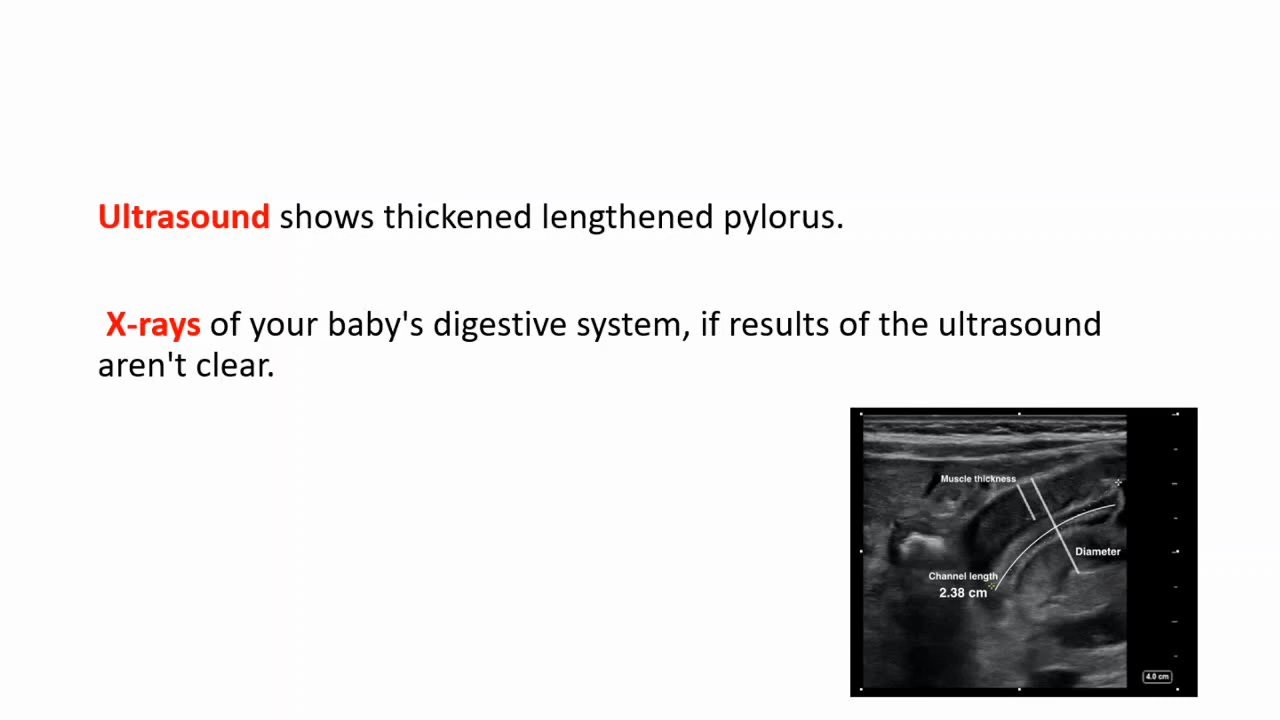 Ultrasound shows thickened lengthened pylorus.
X-rays of your baby's digestive system, if results of the ultrasound
aren't clear.
Muscle thickness
Diameter
Channel length
2.38 cm
4.0 cm